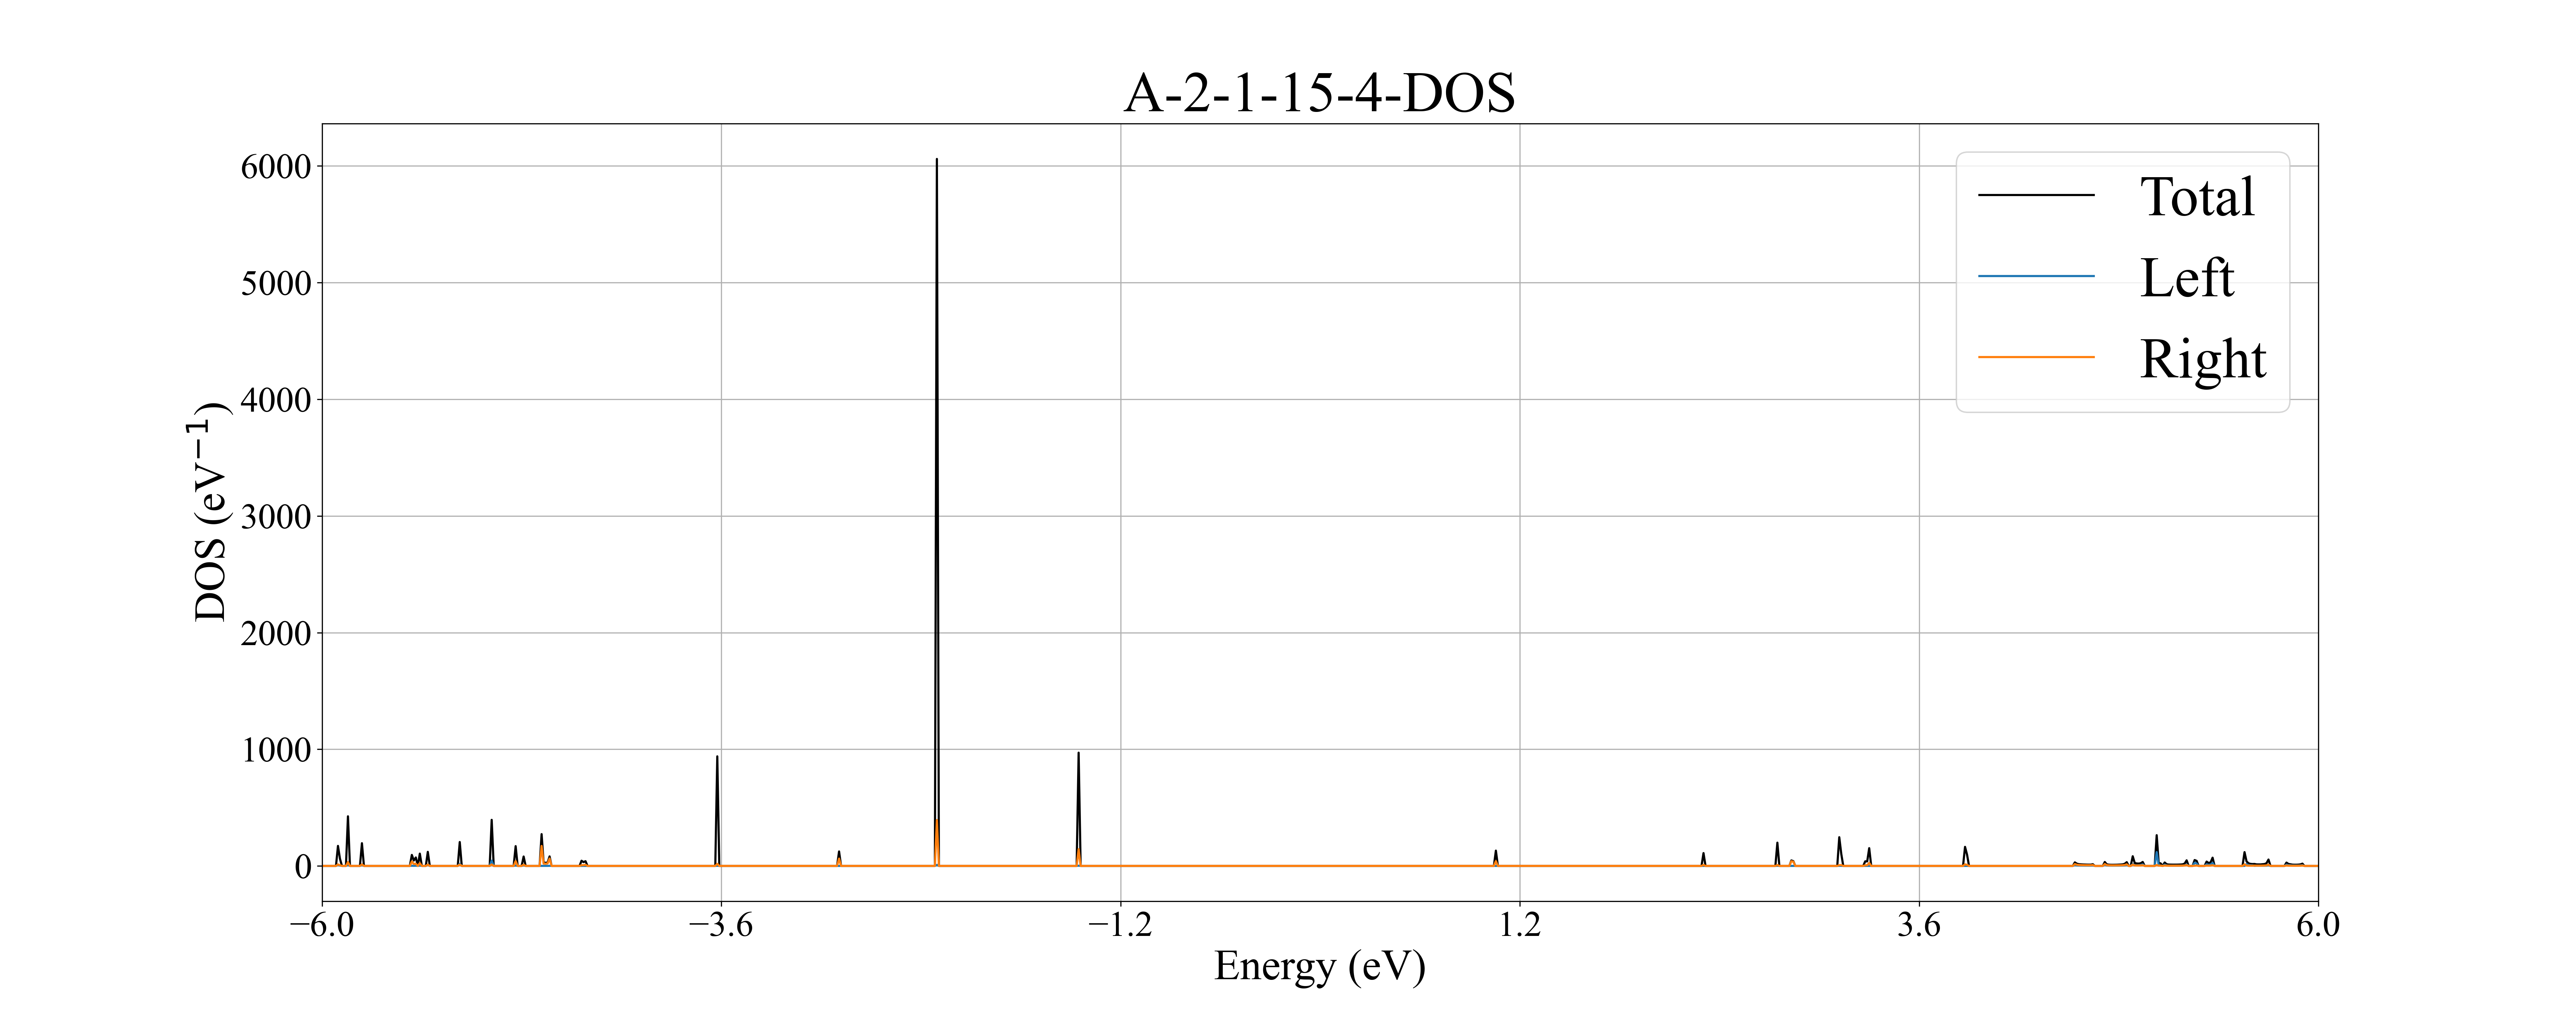 A-2-1-15-4-DOS
DOS (eV⁻¹)
6000
5000
4000
3000
2000
1000
0
Total
Left
Right
−6.0 −3.6 −1.2 1.2 3.6 6.0
Energy (eV)